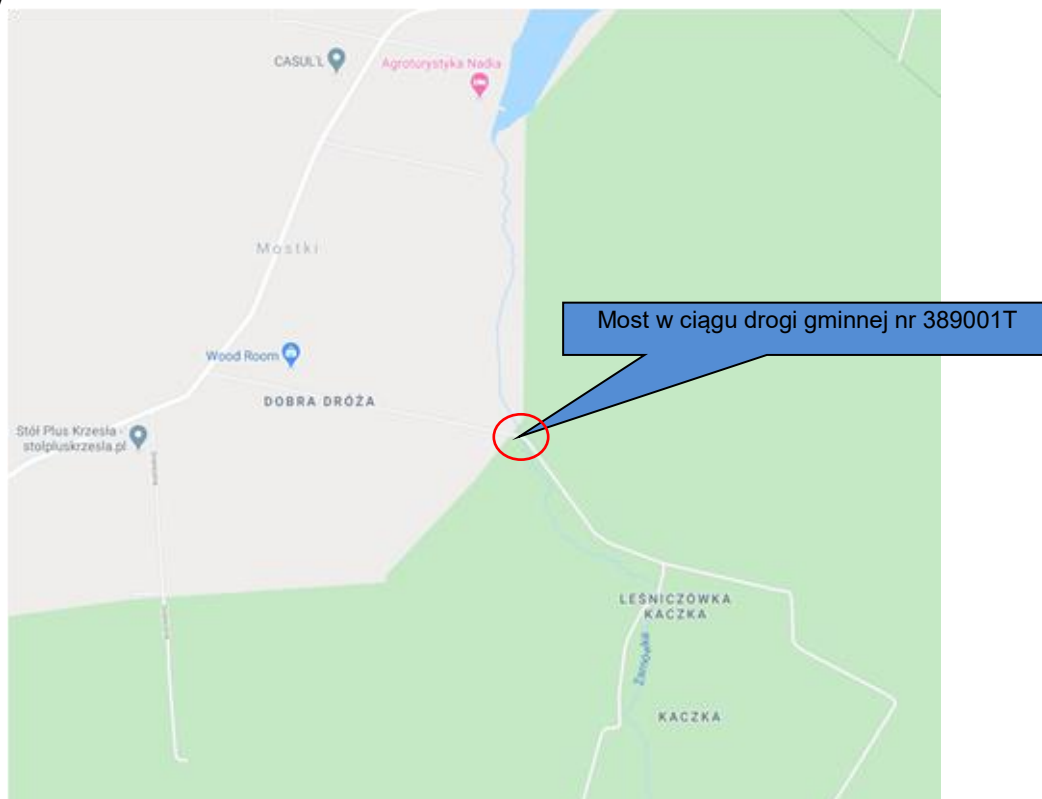 CASUL'L
Agroturystyka Nadia
Mostki
Most w ciągu drogi gminnej nr 389001T
Wood Room
DOBRA DRÓŻA
Stół Plus Krzesła -
stolpluskrzesla.pl
LEŚNICZÓWKA
KACZKA
Żarnówka
KACZKA